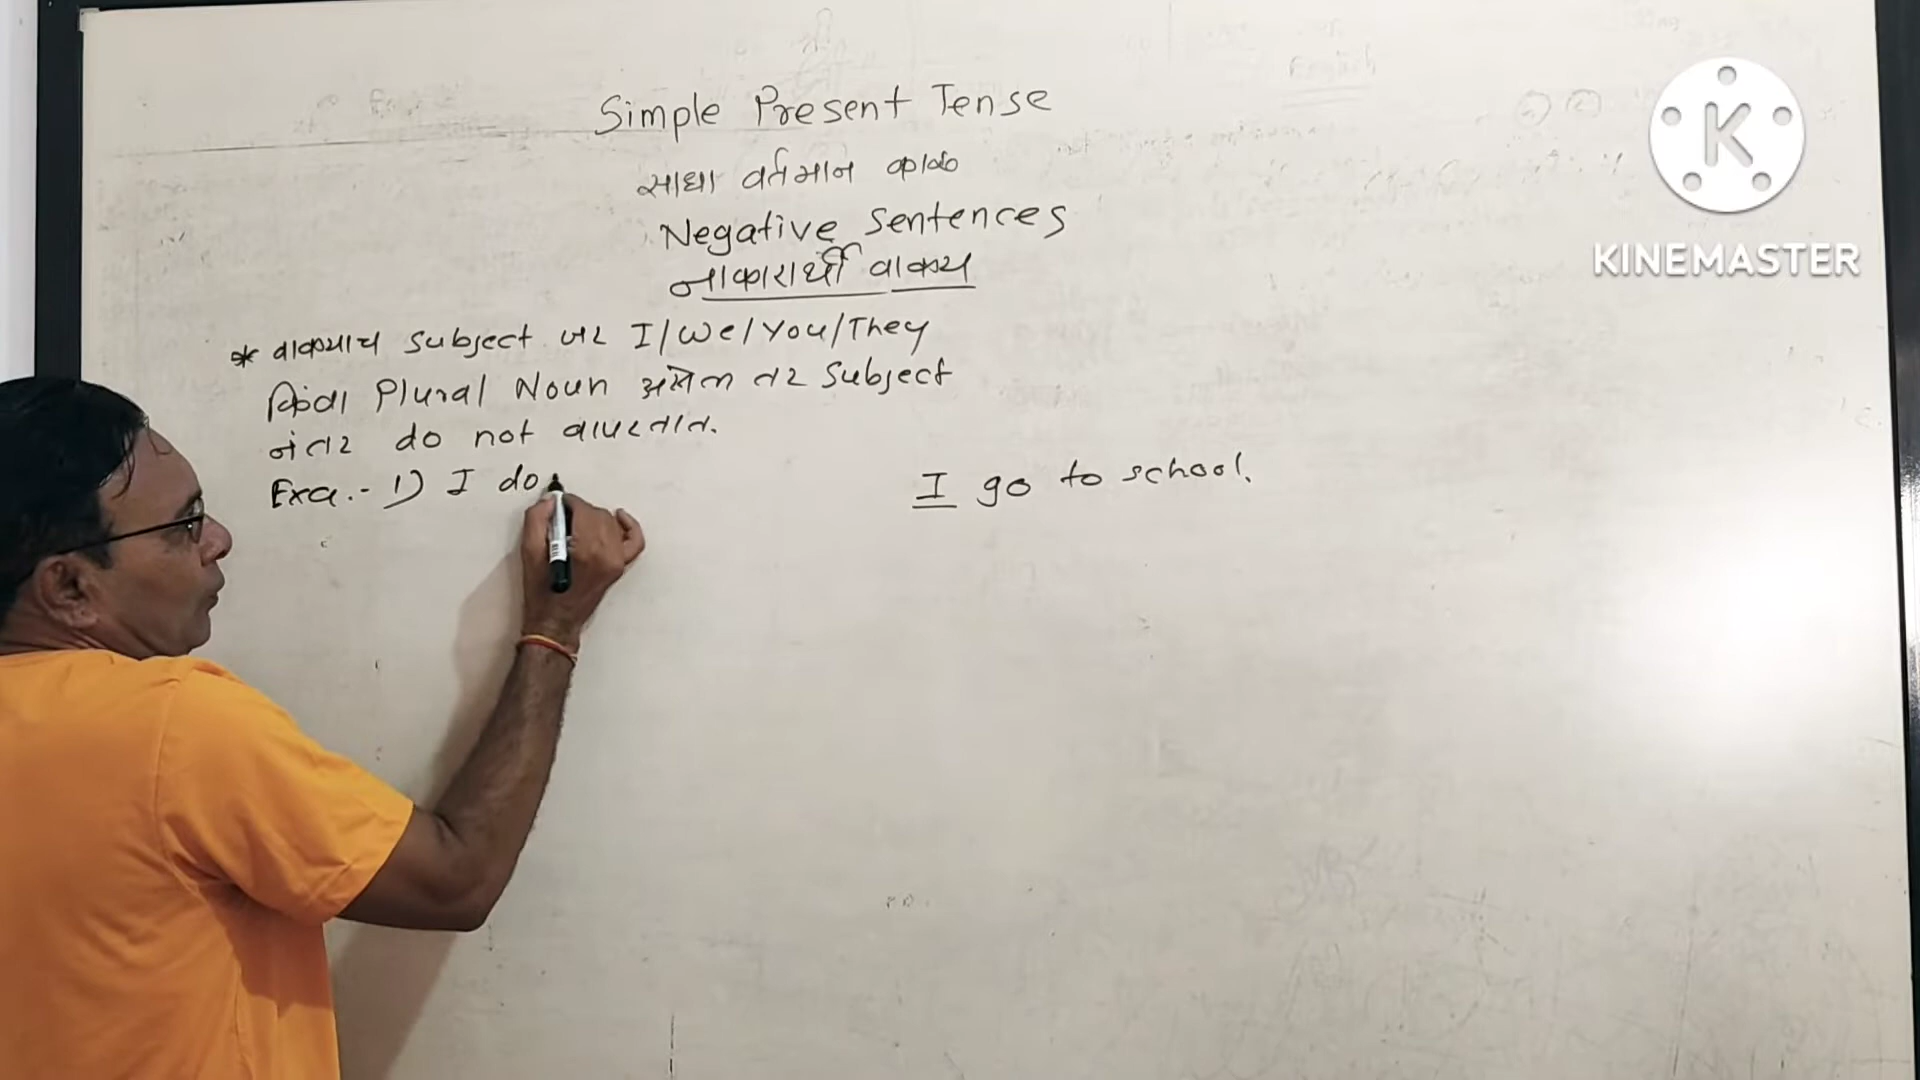 Simple Present Tense
साधा वर्तमान काळ
Negative Sentences
नाकारार्थी वाक्य
* वाक्याच Subject जर I/We/You/They
किंवा Plural Noun असेल तर Subject
नंतर do not वापरतात.
Exa.- 1) I do
I go to school.
K
KINEMASTER